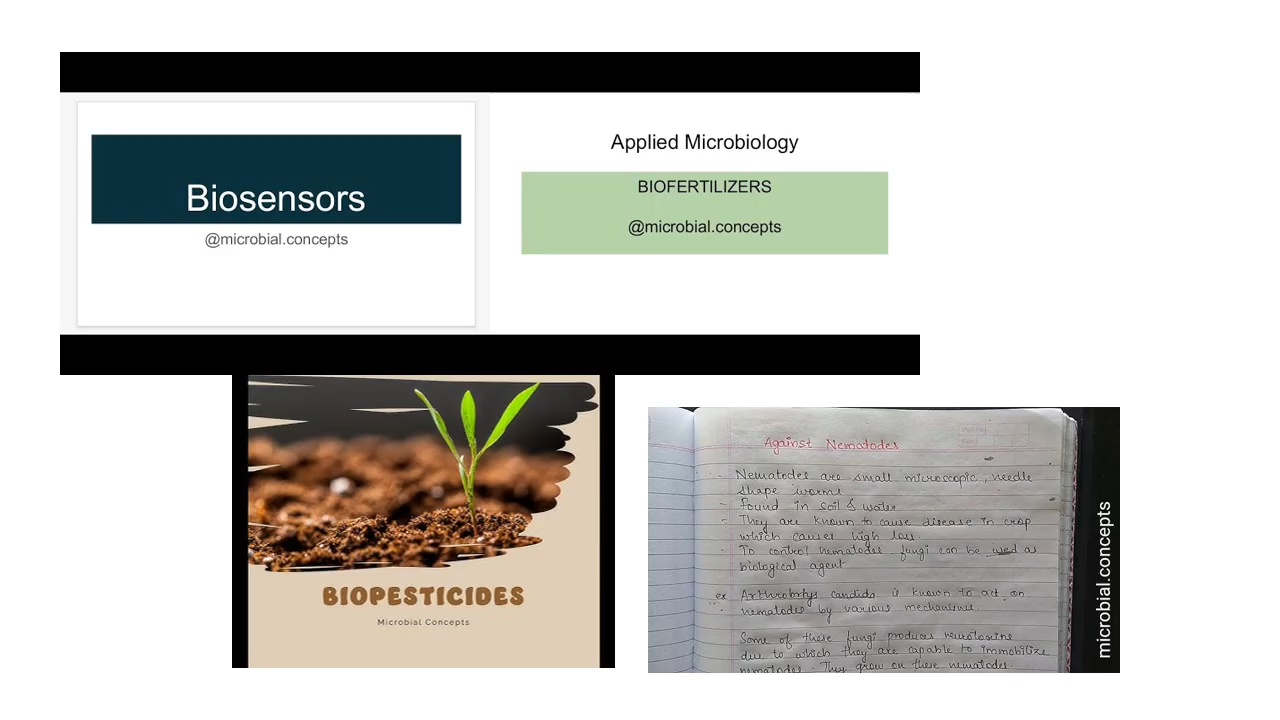 Biosensors
@microbial.concepts
Applied Microbiology
BIOFERTILIZERS
@microbial.concepts
BIOPESTICIDES
Microbial Concepts
Against Nematodes
- Nematodes are small microscopic, needle
shape worms
- Found in soil & water
- They are known to cause disease in crop
which causes high loss.
- To control nematodes fungi can be used as
biological agent
ex Arthrobotys candida is known to act on
nematodes by various mechanisms.
Some of these fungi produces nemotoxins
due to which they are capable to immobilize
nematodes. They grow on these nematodes.
microbial.concepts